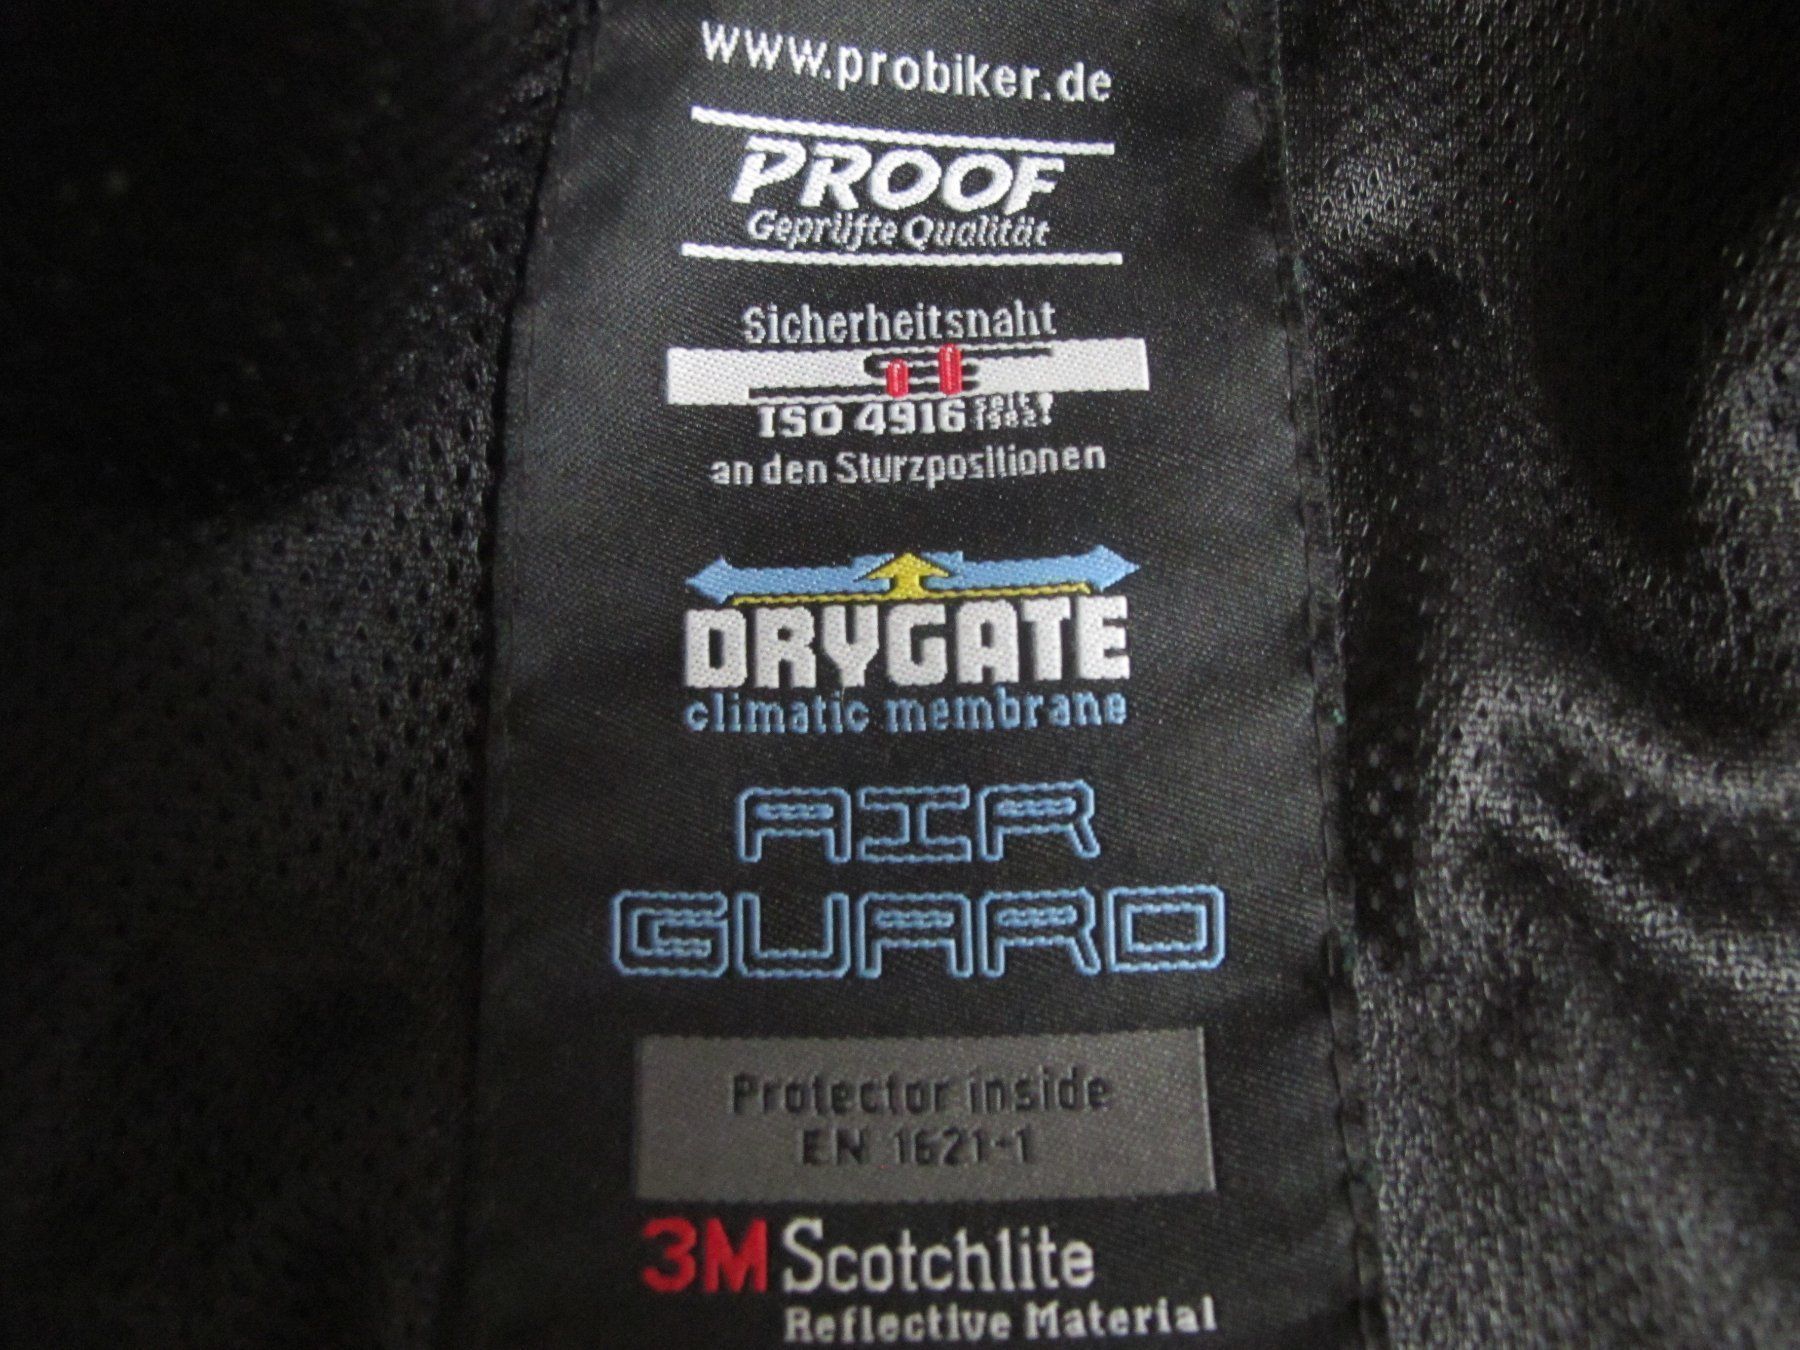 www.probiker.de
PROOF
Geprüfte Qualität
Sicherheitsnaht
ISO 4916 seit 1982!
an den Sturzpositionen
DRYGATE
climatic membrane
AIR
GUARD
Protector inside
EN 1621-1
3M Scotchlite
Reflective Material